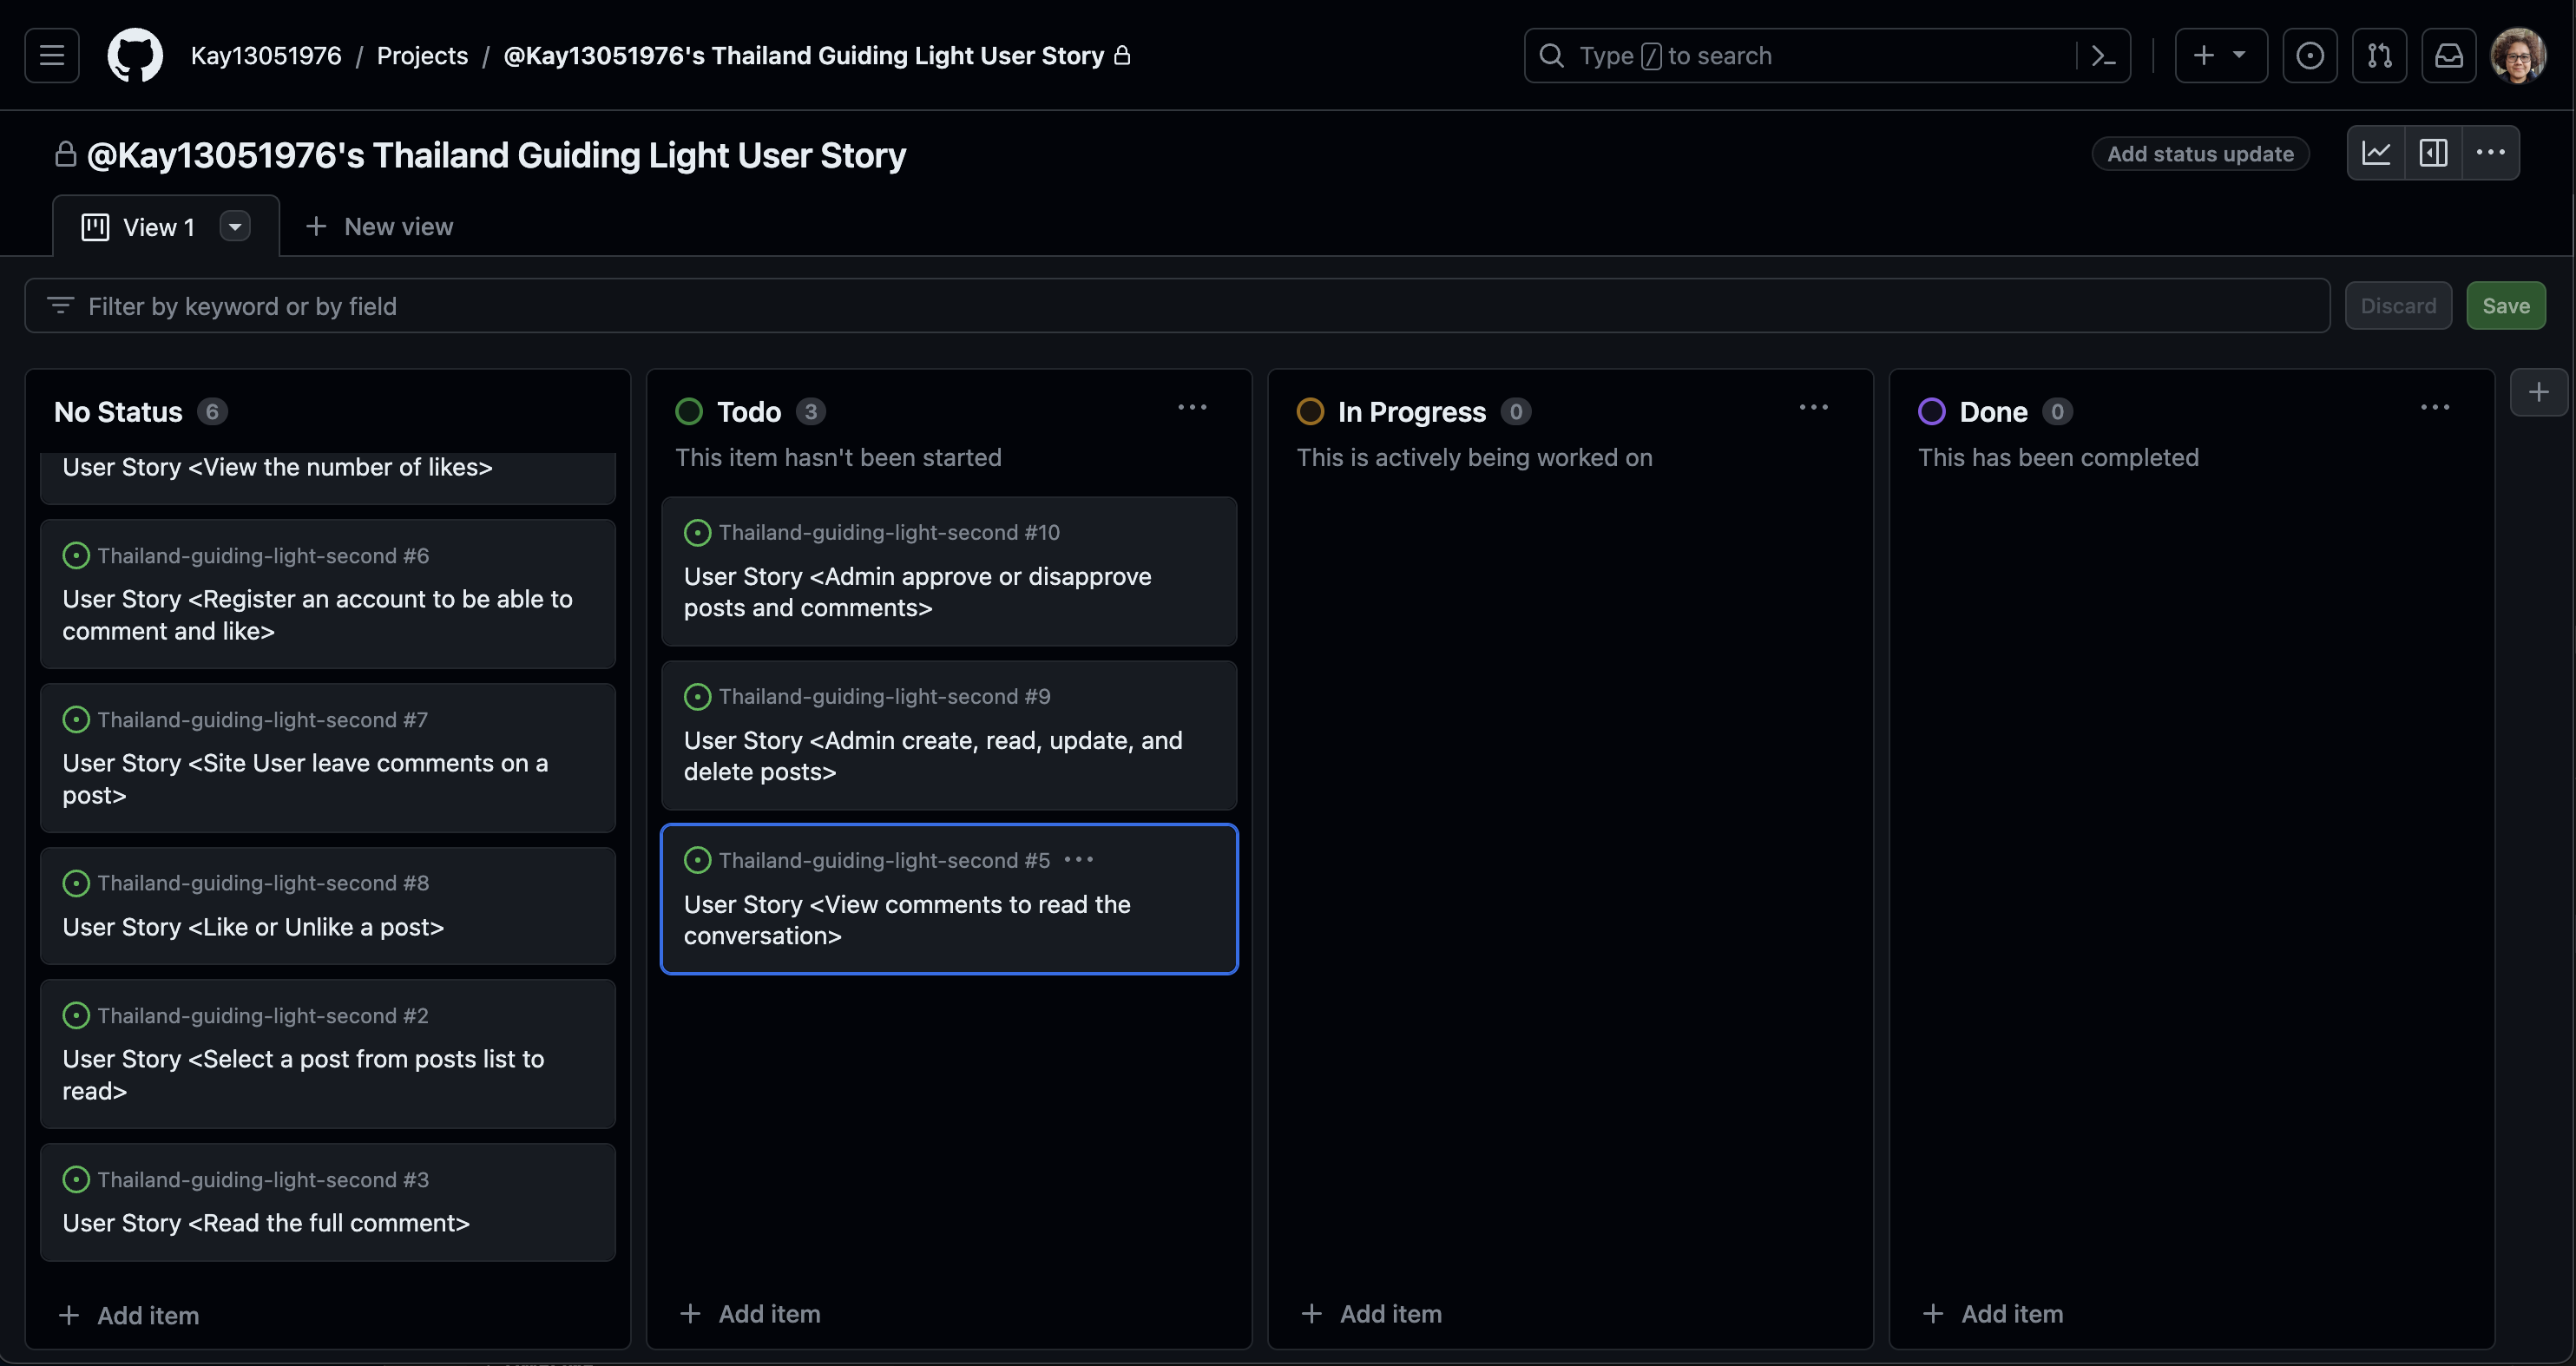 Kay13051976 / Projects / @Kay13051976's Thailand Guiding Light User Story
Type / to search
@Kay13051976's Thailand Guiding Light User Story
Add status update
View 1
New view
Filter by keyword or by field
Discard
Save
No Status 6
User Story <View the number of likes>
Thailand-guiding-light-second #6
User Story <Register an account to be able to
comment and like>
Thailand-guiding-light-second #7
User Story <Site User leave comments on a
post>
Thailand-guiding-light-second #8
User Story <Like or Unlike a post>
Thailand-guiding-light-second #2
User Story <Select a post from posts list to
read>
Thailand-guiding-light-second #3
User Story <Read the full comment>
Add item
Todo 3
This item hasn't been started
Thailand-guiding-light-second #10
User Story <Admin approve or disapprove
posts and comments>
Thailand-guiding-light-second #9
User Story <Admin create, read, update, and
delete posts>
Thailand-guiding-light-second #5
User Story <View comments to read the
conversation>
Add item
In Progress 0
This is actively being worked on
Add item
Done 0
This has been completed
Add item